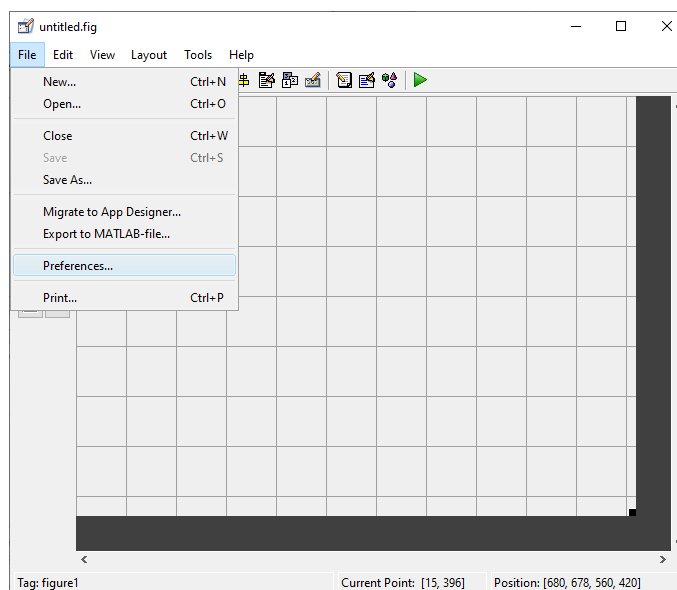 untitled.fig
File Edit View Layout Tools Help
New... Ctrl+N
Open... Ctrl+O
Close Ctrl+W
Save Ctrl+S
Save As...
Migrate to App Designer...
Export to MATLAB-file...
Preferences...
Print... Ctrl+P
Tag: figure1 Current Point: [15, 396] Position: [680, 678, 560, 420]